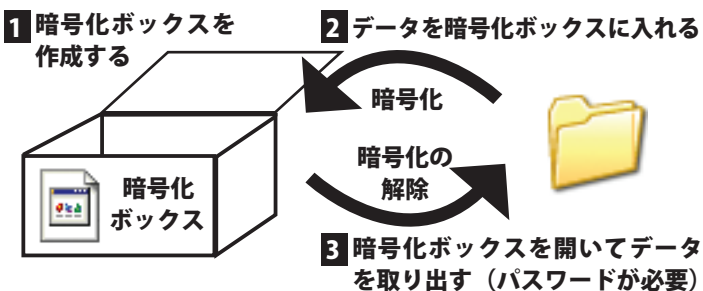 1 暗号化ボックスを
作成する
2 データを暗号化ボックスに入れる
暗号化
暗号化の
解除
暗号化
ボックス
3 暗号化ボックスを開いてデータ
を取り出す（パスワードが必要）